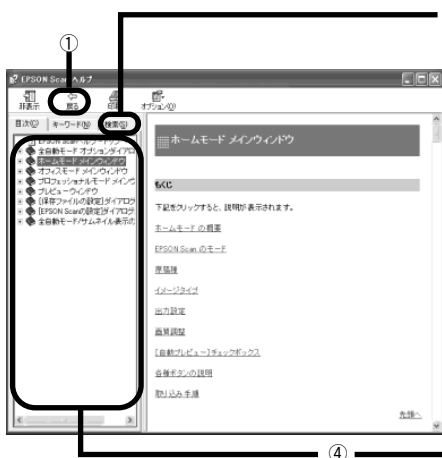 ①
EPSON Scan ヘルプ
非表示 戻る 印刷 オプション(O)
目次(C) キーワード(N) 検索(S)
EPSON Scan ヘルプ トップ
全自動モード オプションダイアロ
ホームモード メインウィンドウ
オフィスモード メインウィンドウ
プロフェッショナルモード メインウ
プレビューウィンドウ
[保存ファイルの設定]ダイアログ
[EPSON Scanの設定]ダイアログ
全自動モード/サムネイル表示の
ホームモード メインウィンドウ
もくじ
下記をクリックすると、説明が表示されます。
ホームモード の概要
EPSON Scan のモード
原稿種
イメージタイプ
出力設定
画質調整
[自動プレビュー]チェックボックス
各種ボタンの説明
取り込み手順
先頭へ
④